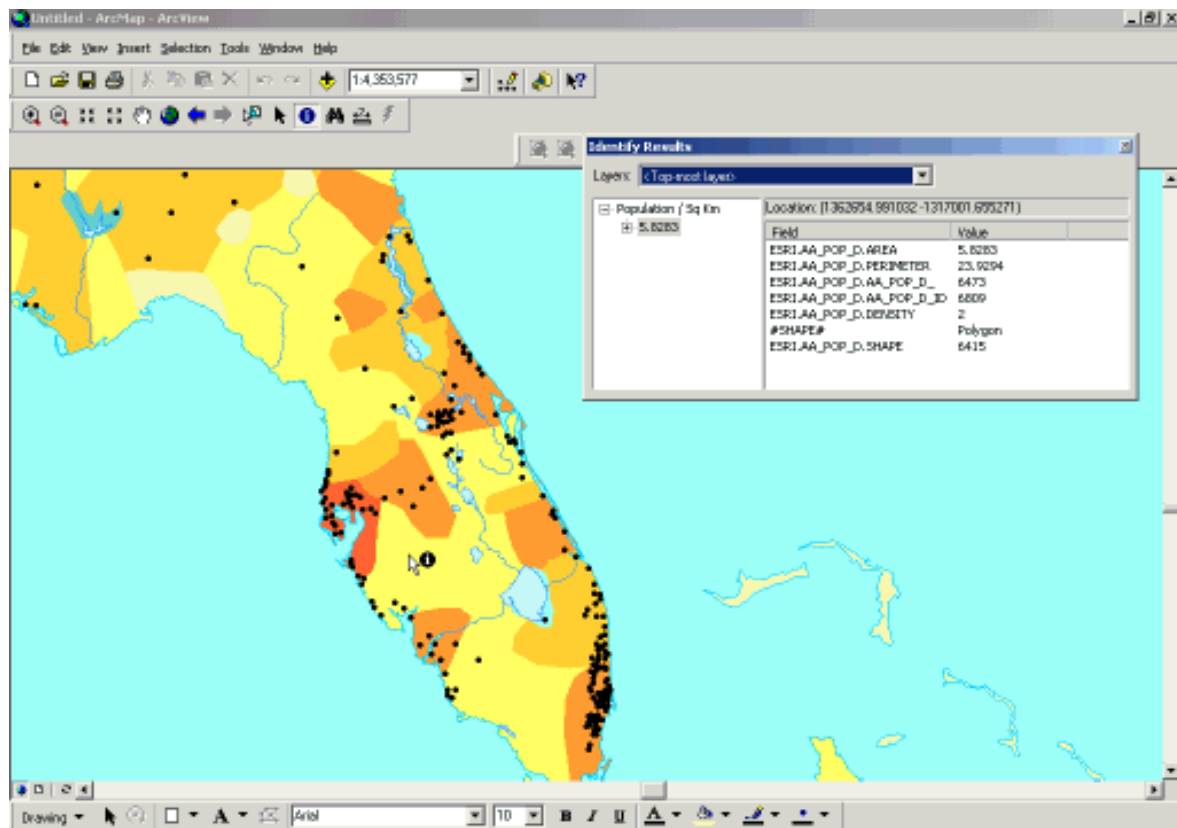 Untitled - ArcMap - ArcView
File Edit View Insert Selection Tools Window Help
1:4,353,577
Identify Results
Layers: <Top-most layer>
Population / Sq Km
5.8283
Location: (1362654.991032 -1317001.655271)
Field Value
ESRI.AA_POP_D.AREA 5.8283
ESRI.AA_POP_D.PERIMETER 23.9294
ESRI.AA_POP_D.AA_POP_D_ 6473
ESRI.AA_POP_D.AA_POP_D_ID 6809
ESRI.AA_POP_D.DENSITY 2
#SHAPE# Polygon
ESRI.AA_POP_D.SHAPE 6415
Drawing A Arial 10 B I U A